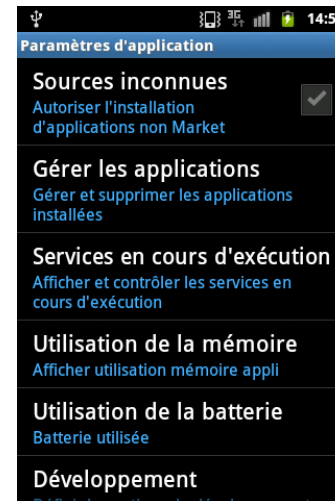 3G 14:5
Paramètres d'application
Sources inconnues
Autoriser l'installation
d'applications non Market
Gérer les applications
Gérer et supprimer les applications
installées
Services en cours d'exécution
Afficher et contrôler les services en
cours d'exécution
Utilisation de la mémoire
Afficher utilisation mémoire appli
Utilisation de la batterie
Batterie utilisée
Développement